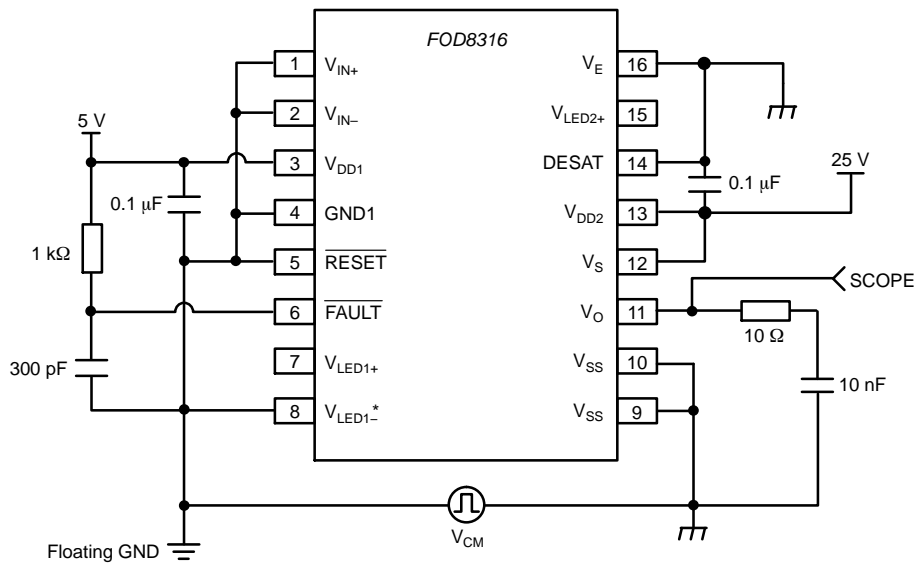 FOD8316
1 V_IN+
2 V_IN–
3 V_DD1
4 GND1
5 RESET
6 FAULT
7 V_LED1+
8 V_LED1–*
V_E 16
V_LED2+ 15
DESAT 14
V_DD2 13
V_S 12
V_O 11
V_SS 10
V_SS 9
5 V
0.1 μF
1 kΩ
300 pF
Floating GND
V_CM
0.1 μF
25 V
SCOPE
10 Ω
10 nF